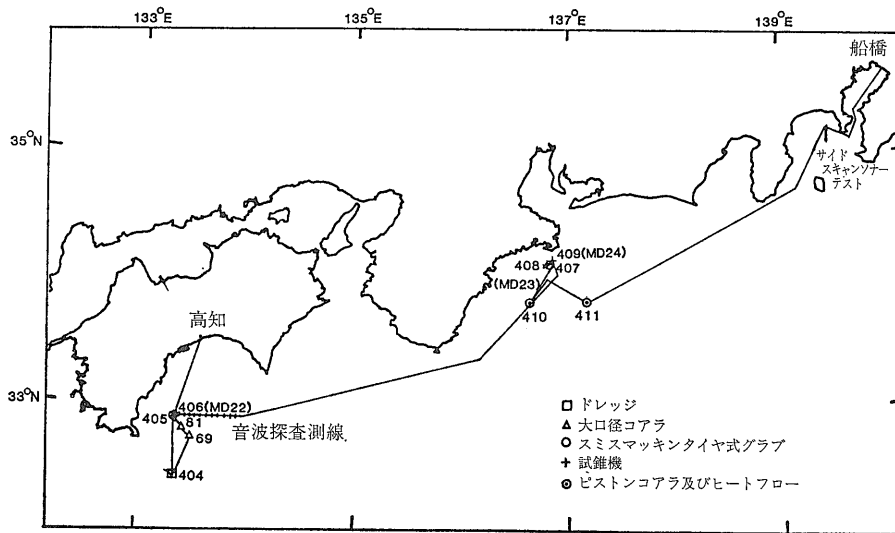 133°E
135°E
137°E
139°E
船橋
35°N
サイド
スキャンソナー
テスト
409(MD24)
408
407
(MD23)
410
411
高知
33°N
406(MD22)
405
81
69
音波探査測線
404
ドレッジ
大口径コアラ
スミスマッキンタイヤ式グラブ
試錐機
ピストンコアラ及びヒートフロー